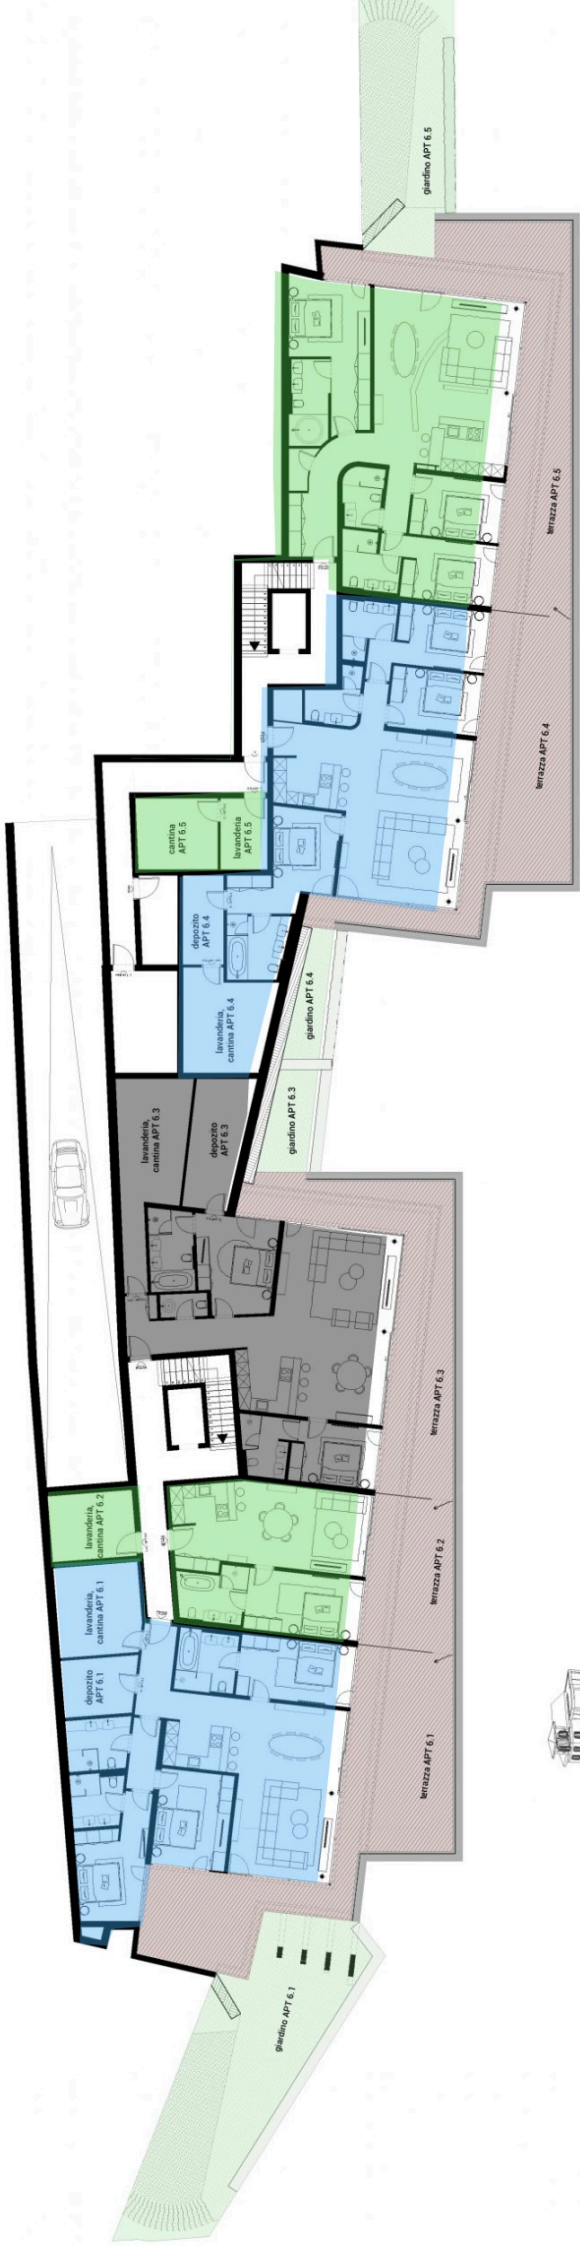 giardino APT 6.5
terrazza APT 6.5
terrazza APT 6.4
cantina
APT 6.5
lavanderia
APT 6.5
depozito
APT 6.4
lavanderia,
cantina APT 6.4
giardino APT 6.4
giardino APT 6.3
lavanderia,
cantina APT 6.3
depozito
APT 6.3
terrazza APT 6.3
lavanderia,
cantina APT 6.2
terrazza APT 6.2
lavanderia,
cantina APT 6.1
depozito
APT 6.1
terrazza APT 6.1
giardino APT 6.1